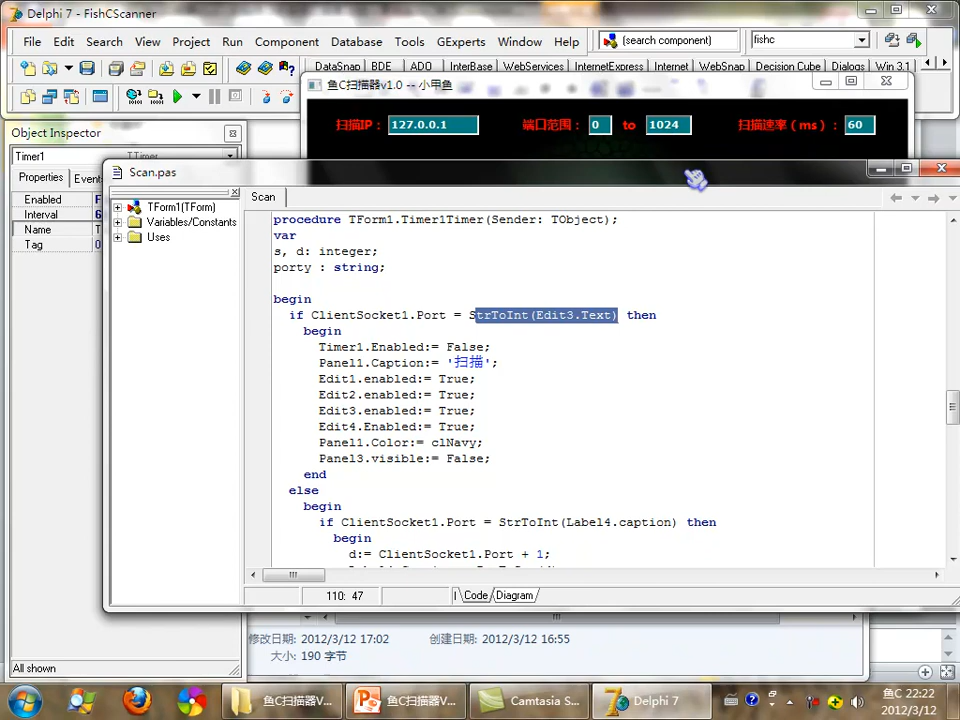 Delphi 7 - FishCScanner
File Edit Search View Project Run Component Database Tools GExperts Window Help
(search component)
fishc
DataSnap BDE ADO InterBase WebServices InternetExpress Internet WebSnap Decision Cube Dialogs Win 3.1
鱼C扫描器v1.0 -- 小甲鱼
扫描IP： 127.0.0.1 端口范围： 0 to 1024 扫描速率（ms）： 60
Object Inspector
Timer1 TTimer
Properties Events
Enabled F
Interval 6
Name T
Tag 0
All shown
Scan.pas
TForm1(TForm)
Variables/Constants
Uses
Scan
procedure TForm1.Timer1Timer(Sender: TObject);
var
s, d: integer;
porty : string;
begin
if ClientSocket1.Port = StrToInt(Edit3.Text) then
begin
Timer1.Enabled:= False;
Panel1.Caption:= '扫描';
Edit1.enabled:= True;
Edit2.enabled:= True;
Edit3.enabled:= True;
Edit4.Enabled:= True;
Panel1.Color:= clNavy;
Panel3.visible:= False;
end
else
begin
if ClientSocket1.Port = StrToInt(Label4.caption) then
begin
d:= ClientSocket1.Port + 1;
110: 47
Code Diagram
修改日期: 2012/3/12 17:02 创建日期: 2012/3/12 16:55
大小: 190 字节
鱼C扫描器V...
鱼C扫描器V...
Camtasia S...
Delphi 7
鱼C 22:22
2012/3/12